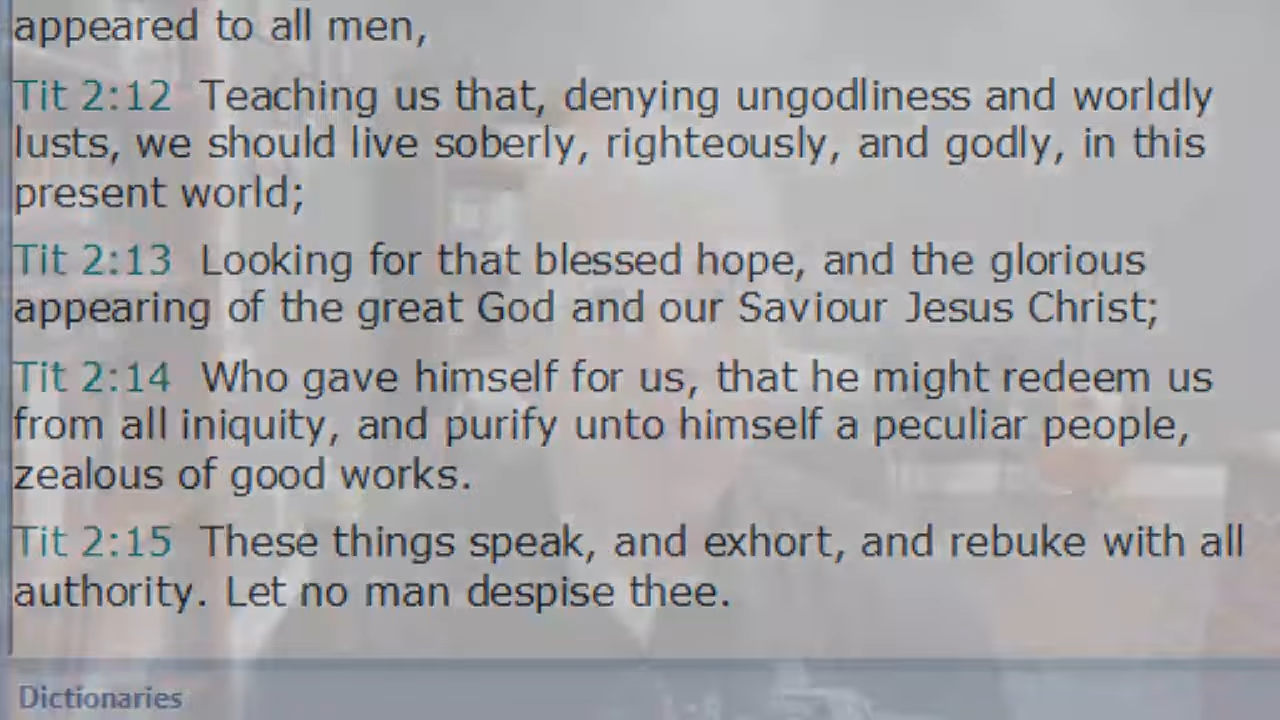 appeared to all men,
Tit 2:12 Teaching us that, denying ungodliness and worldly
lusts, we should live soberly, righteously, and godly, in this
present world;
Tit 2:13 Looking for that blessed hope, and the glorious
appearing of the great God and our Saviour Jesus Christ;
Tit 2:14 Who gave himself for us, that he might redeem us
from all iniquity, and purify unto himself a peculiar people,
zealous of good works.
Tit 2:15 These things speak, and exhort, and rebuke with all
authority. Let no man despise thee.
Dictionaries